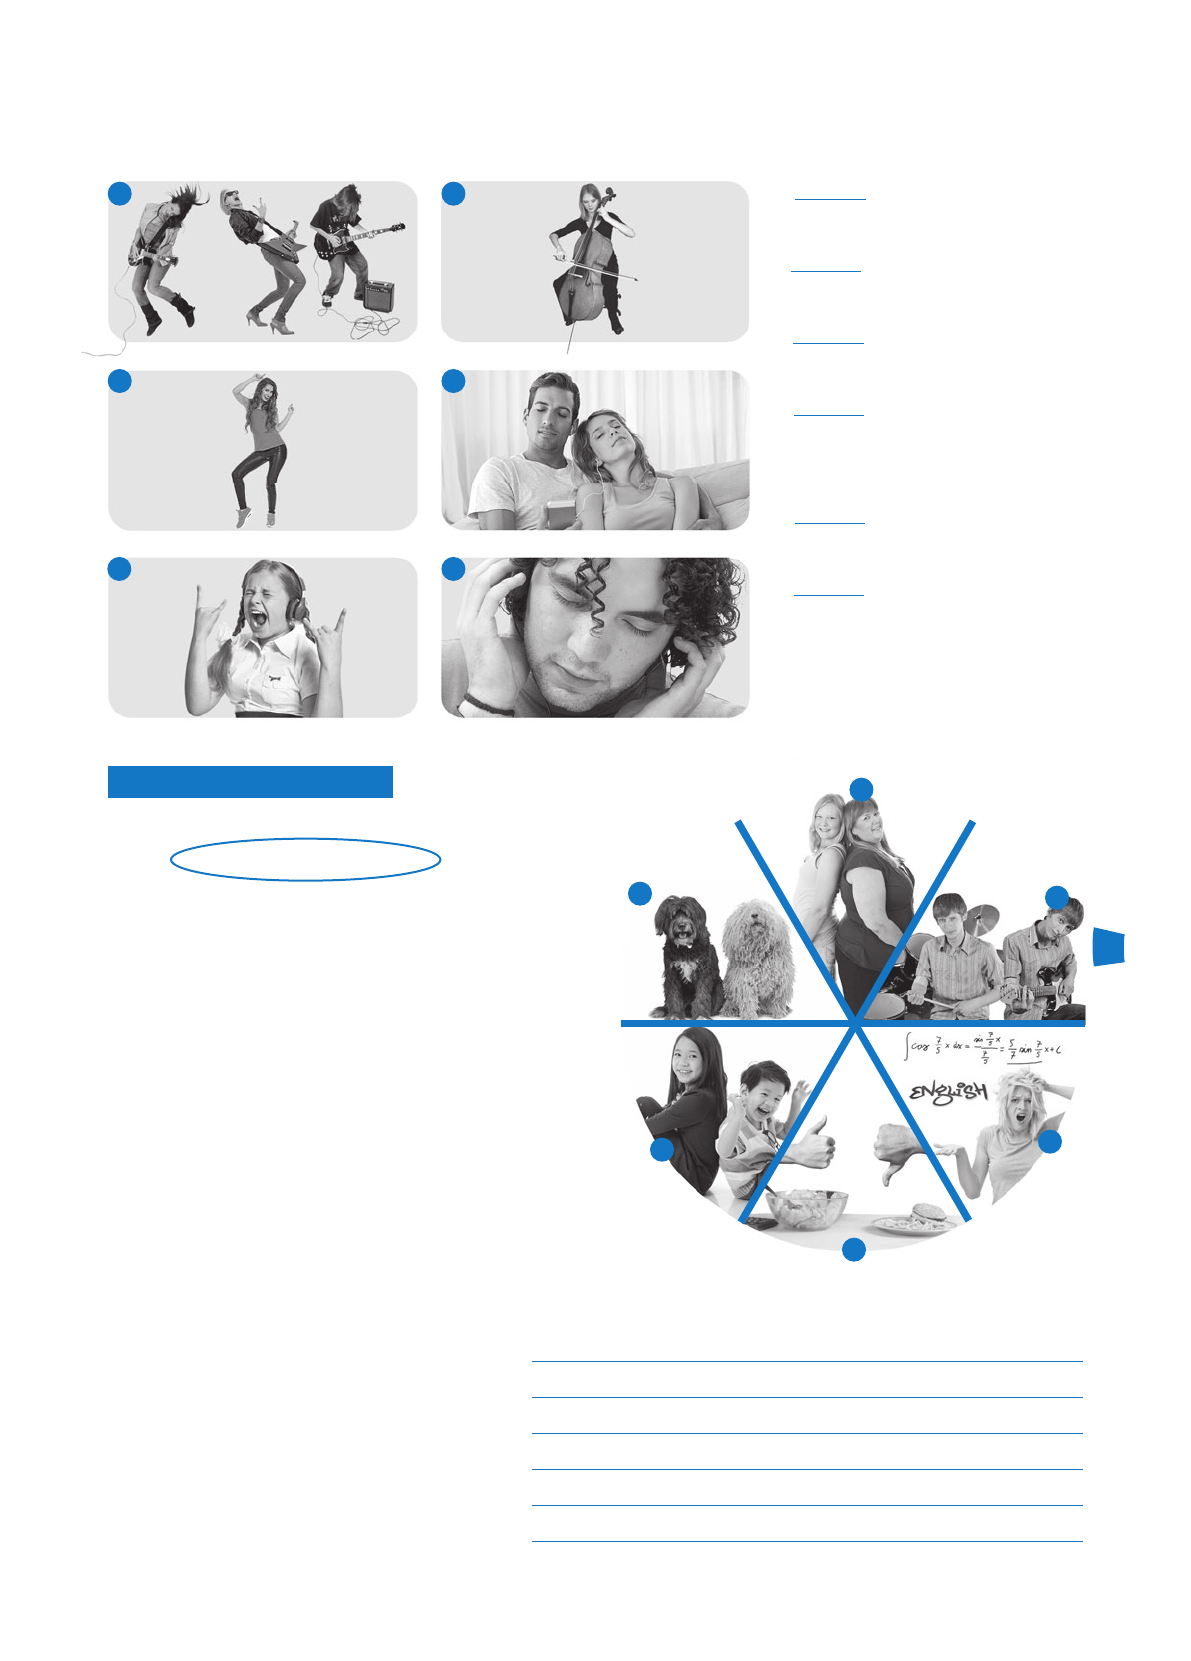 ∫ cos 7/5 x dx = sin 7/5 x / 7/5 = 5/7 sin 7/5 x + C
ENGLISH